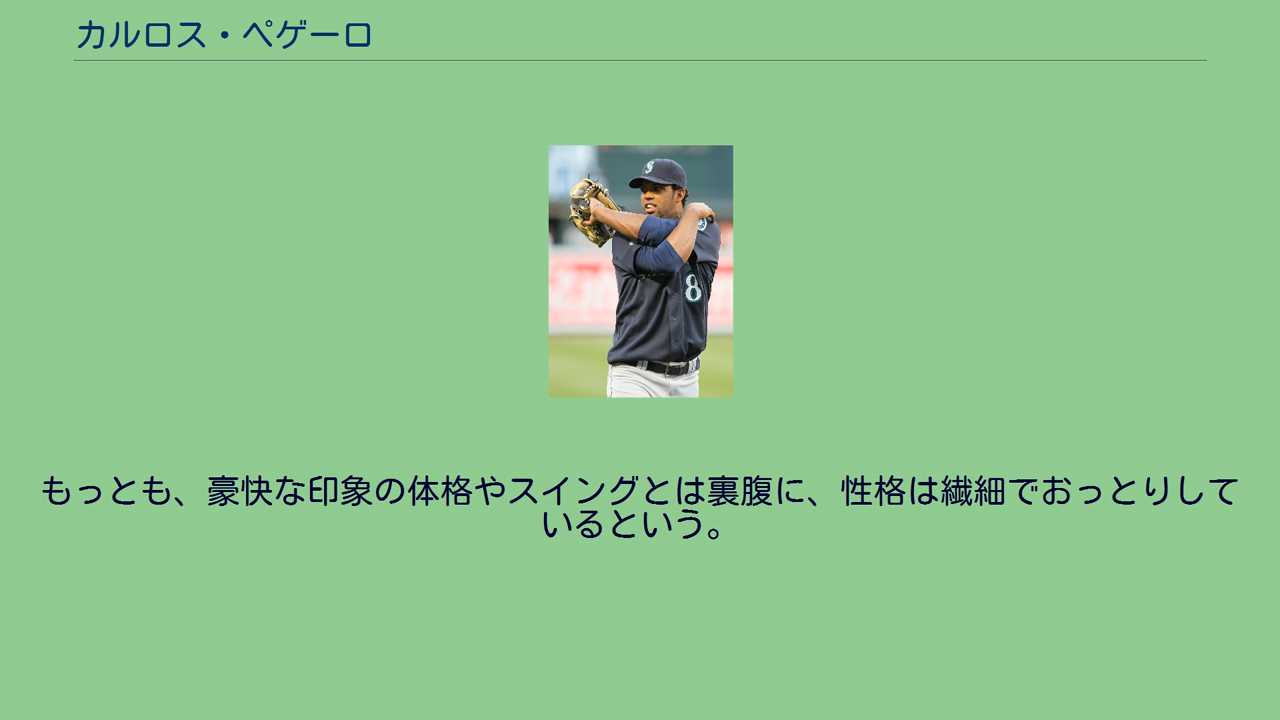 カルロス・ペゲーロ
S
8
もっとも、豪快な印象の体格やスイングとは裏腹に、性格は繊細でおっとりして
いるという。